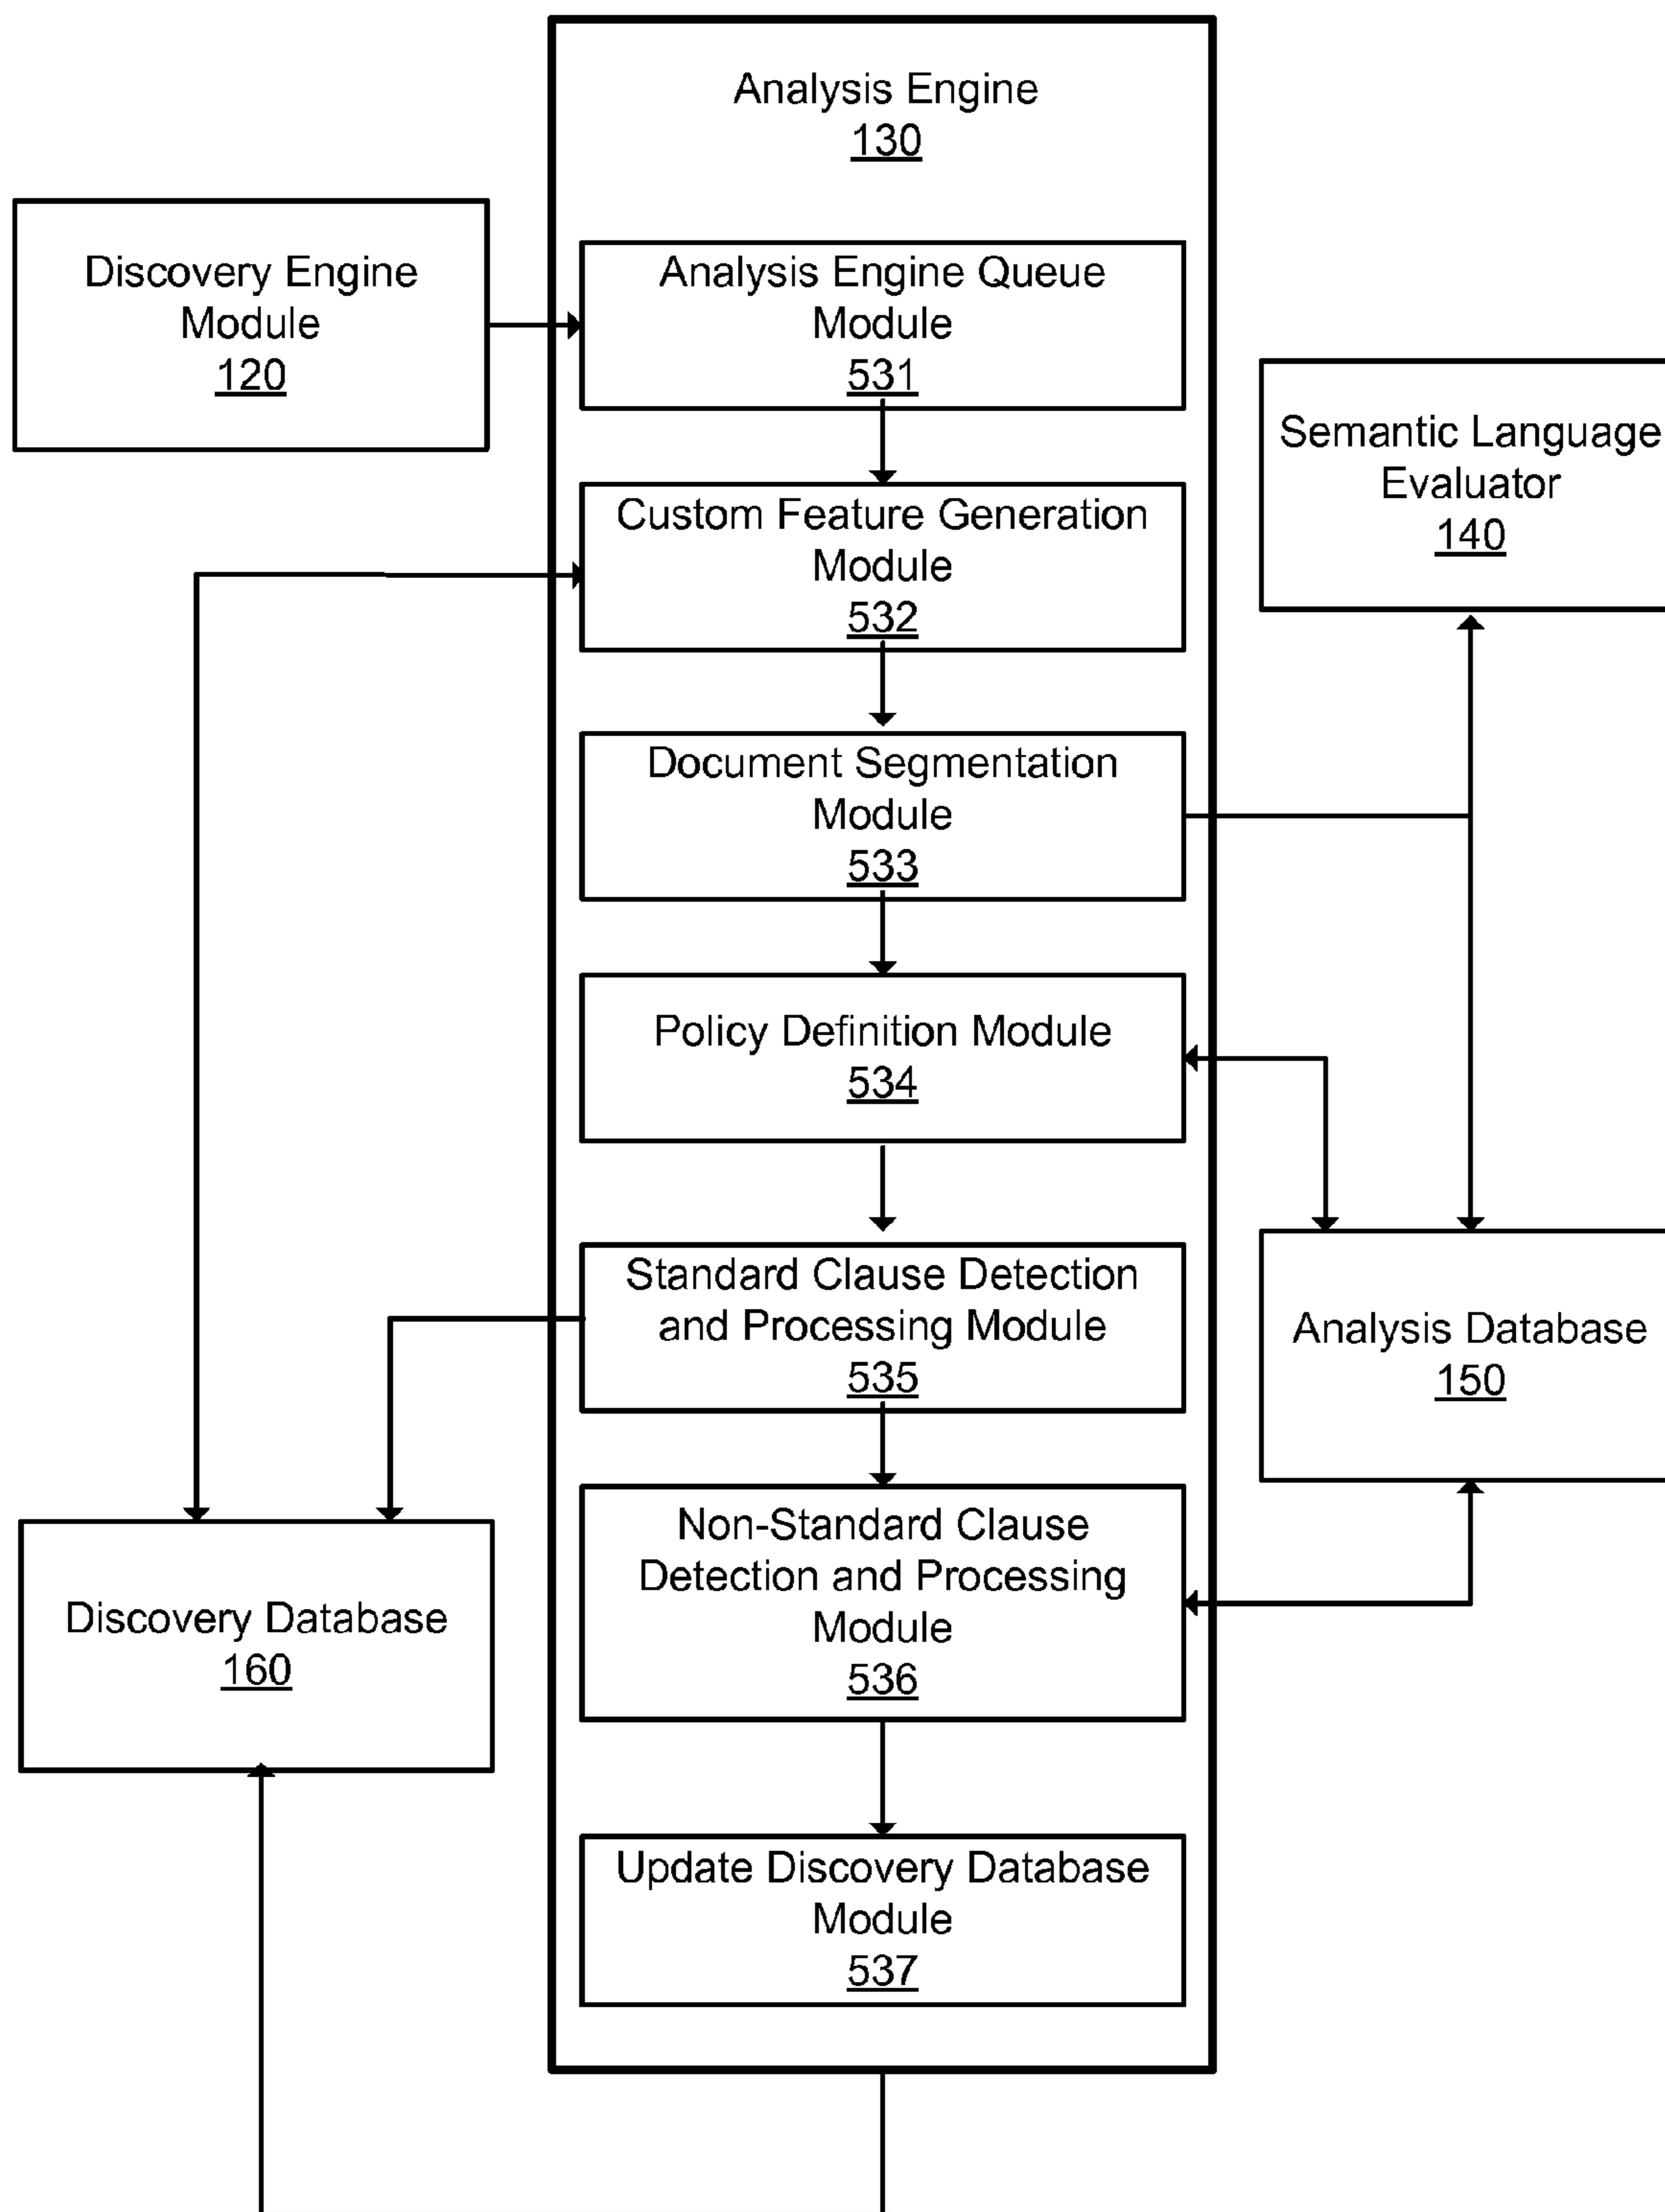 Analysis Engine
130
Discovery Engine
Module
120
Analysis Engine Queue
Module
531
Semantic Language
Evaluator
140
Custom Feature Generation
Module
532
Document Segmentation
Module
533
Policy Definition Module
534
Standard Clause Detection
and Processing Module
535
Analysis Database
150
Non-Standard Clause
Detection and Processing
Module
536
Discovery Database
160
Update Discovery Database
Module
537